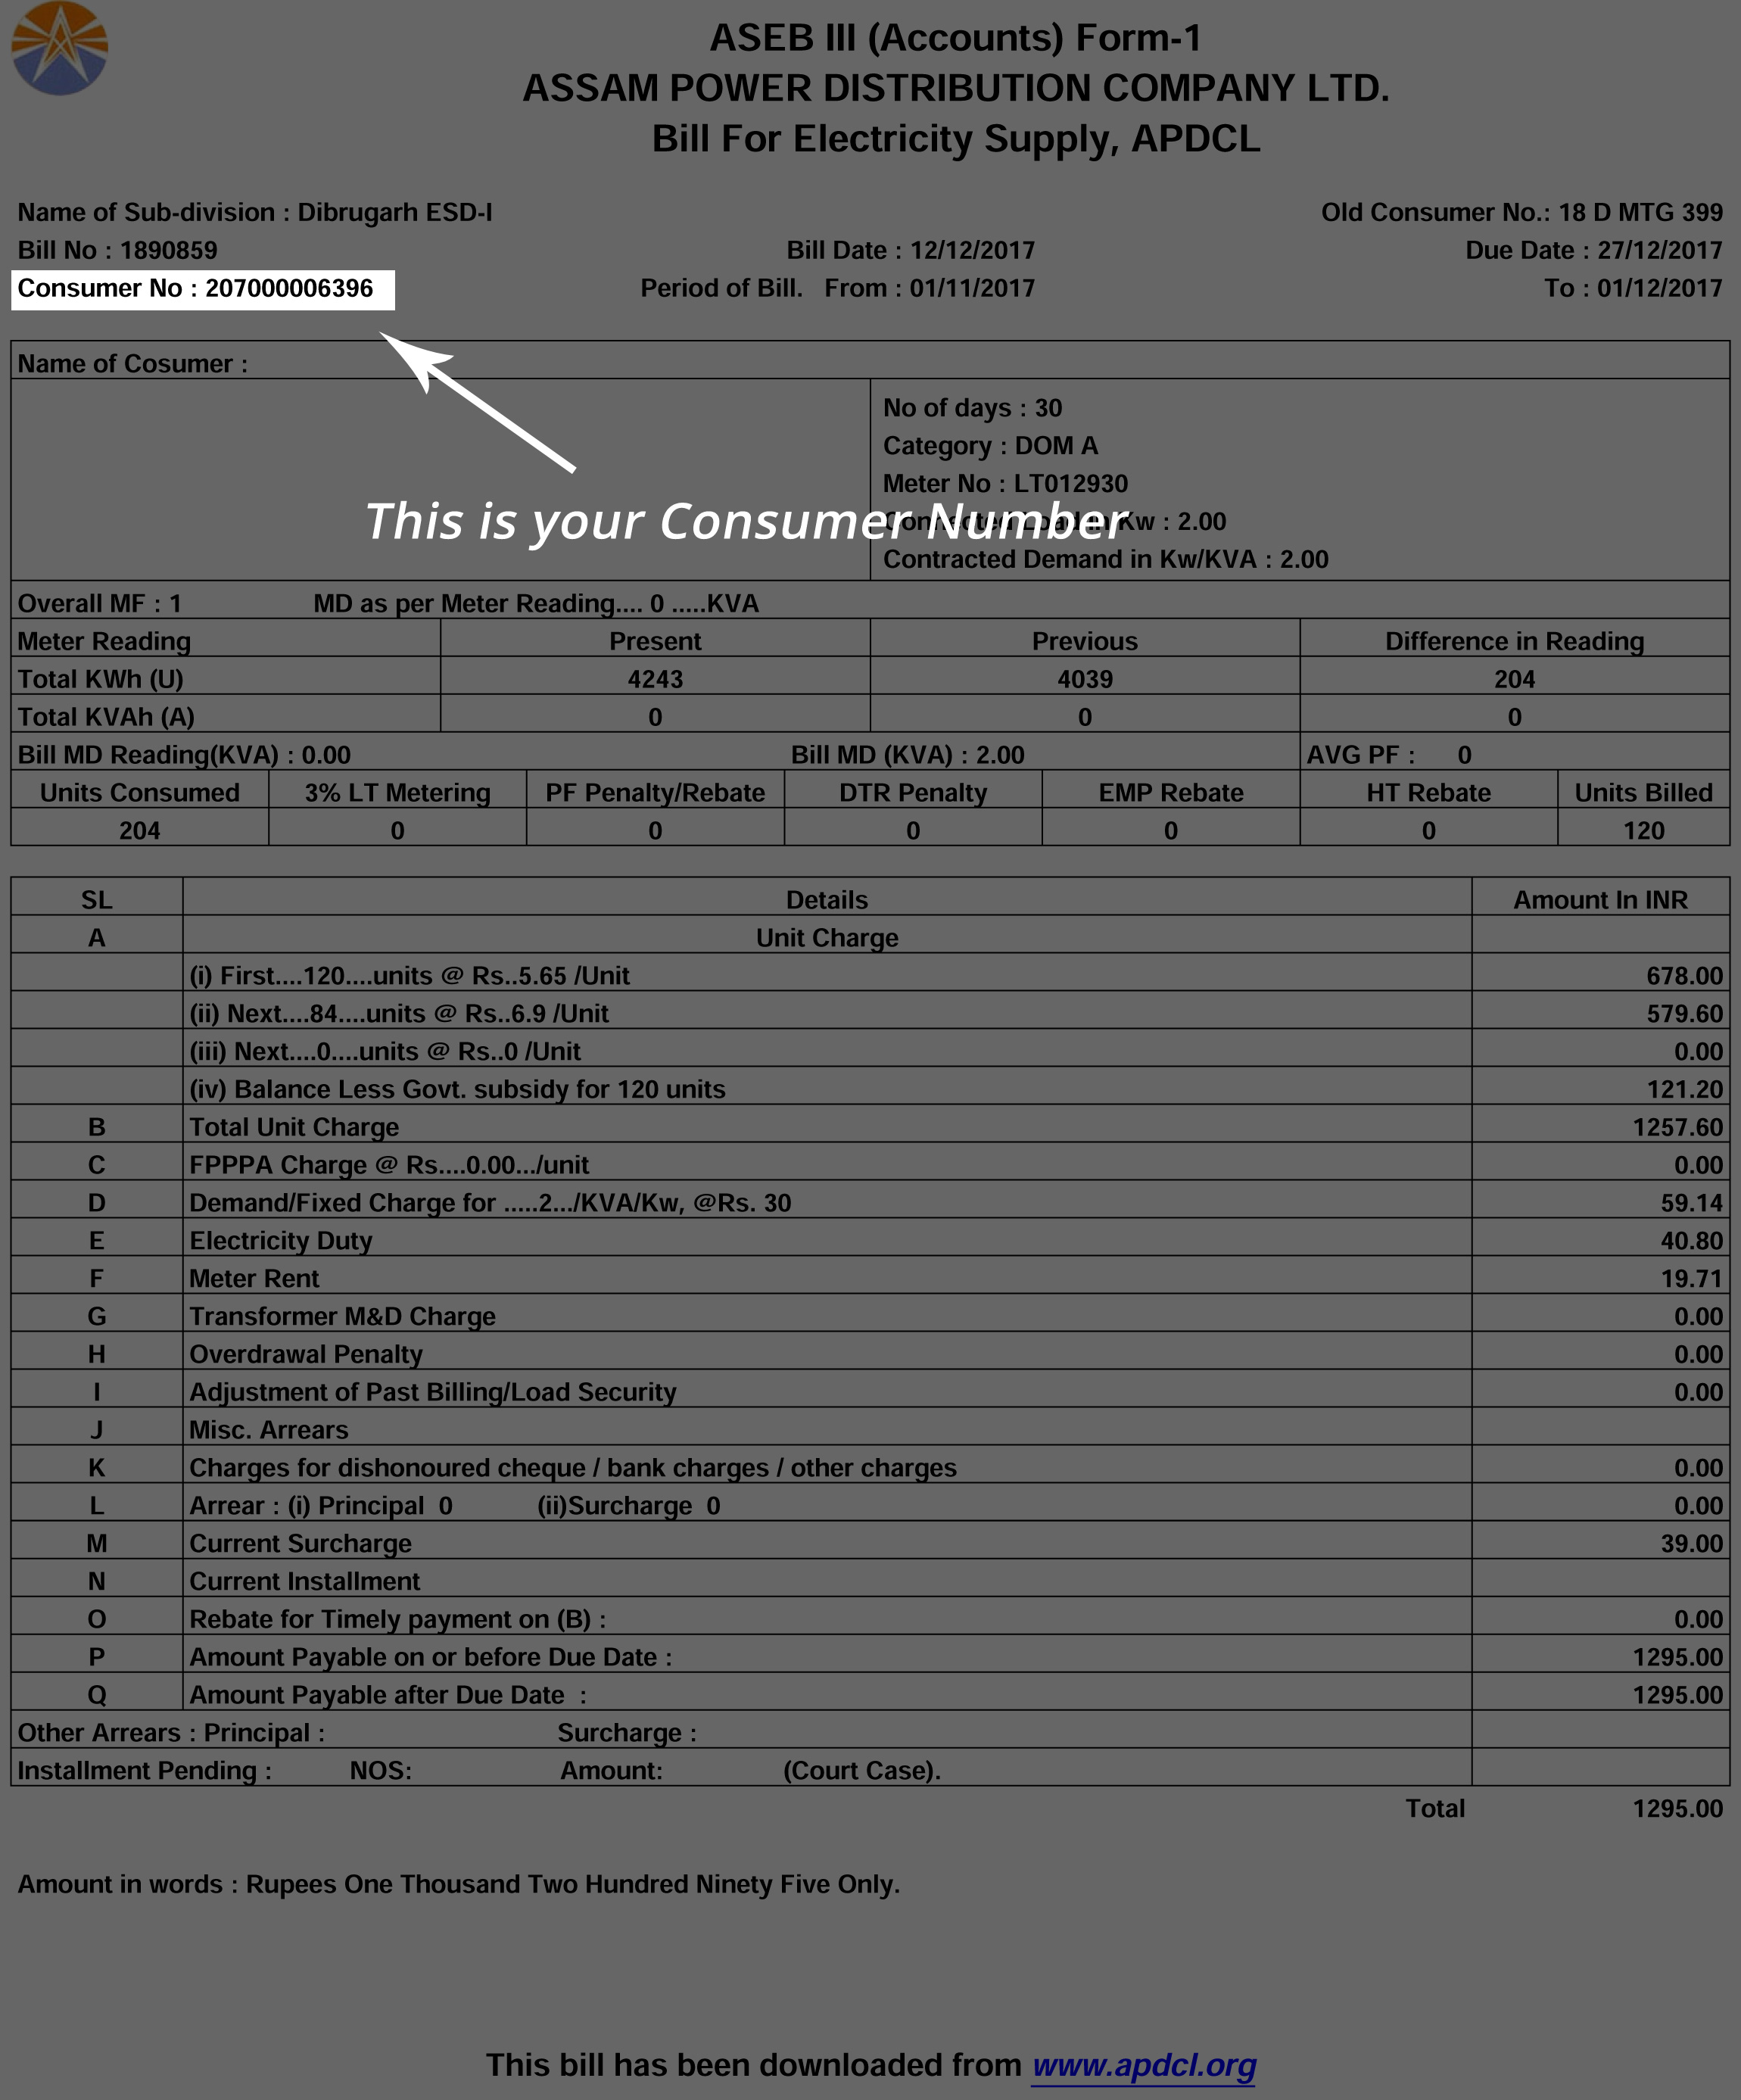 ASEB III (Accounts) Form-1
ASSAM POWER DISTRIBUTION COMPANY LTD.
Bill For Electricity Supply, APDCL
Name of Sub-division : Dibrugarh ESD-I Old Consumer No.: 18 D MTG 399
Bill No : 1890859 Bill Date : 12/12/2017 Due Date : 27/12/2017
Consumer No : 207000006396 Period of Bill. From : 01/11/2017 To : 01/12/2017
Name of Cosumer :
No of days : 30
Category : DOM A
Meter No : LT012930
This is your Consumer Number
Connected Load in Kw : 2.00
Contracted Demand in Kw/KVA : 2.00
Overall MF : 1 MD as per Meter Reading.... 0 .....KVA
Meter Reading Present Previous Difference in Reading
Total KWh (U) 4243 4039 204
Total KVAh (A) 0 0 0
Bill MD Reading(KVA) : 0.00 Bill MD (KVA) : 2.00 AVG PF : 0
Units Consumed 3% LT Metering PF Penalty/Rebate DTR Penalty EMP Rebate HT Rebate Units Billed
204 0 0 0 0 0 120
SL Details Amount In INR
A Unit Charge
(i) First....120....units @ Rs..5.65 /Unit 678.00
(ii) Next....84....units @ Rs..6.9 /Unit 579.60
(iii) Next....0....units @ Rs..0 /Unit 0.00
(iv) Balance Less Govt. subsidy for 120 units 121.20
B Total Unit Charge 1257.60
C FPPPA Charge @ Rs....0.00.../unit 0.00
D Demand/Fixed Charge for .....2.../KVA/Kw, @Rs. 30 59.14
E Electricity Duty 40.80
F Meter Rent 19.71
G Transformer M&D Charge 0.00
H Overdrawal Penalty 0.00
I Adjustment of Past Billing/Load Security 0.00
J Misc. Arrears
K Charges for dishonoured cheque / bank charges / other charges 0.00
L Arrear : (i) Principal 0 (ii)Surcharge 0 0.00
M Current Surcharge 39.00
N Current Installment
O Rebate for Timely payment on (B) : 0.00
P Amount Payable on or before Due Date : 1295.00
Q Amount Payable after Due Date : 1295.00
Other Arrears : Principal : Surcharge :
Installment Pending : NOS: Amount: (Court Case).
Total 1295.00
Amount in words : Rupees One Thousand Two Hundred Ninety Five Only.
This bill has been downloaded from www.apdcl.org